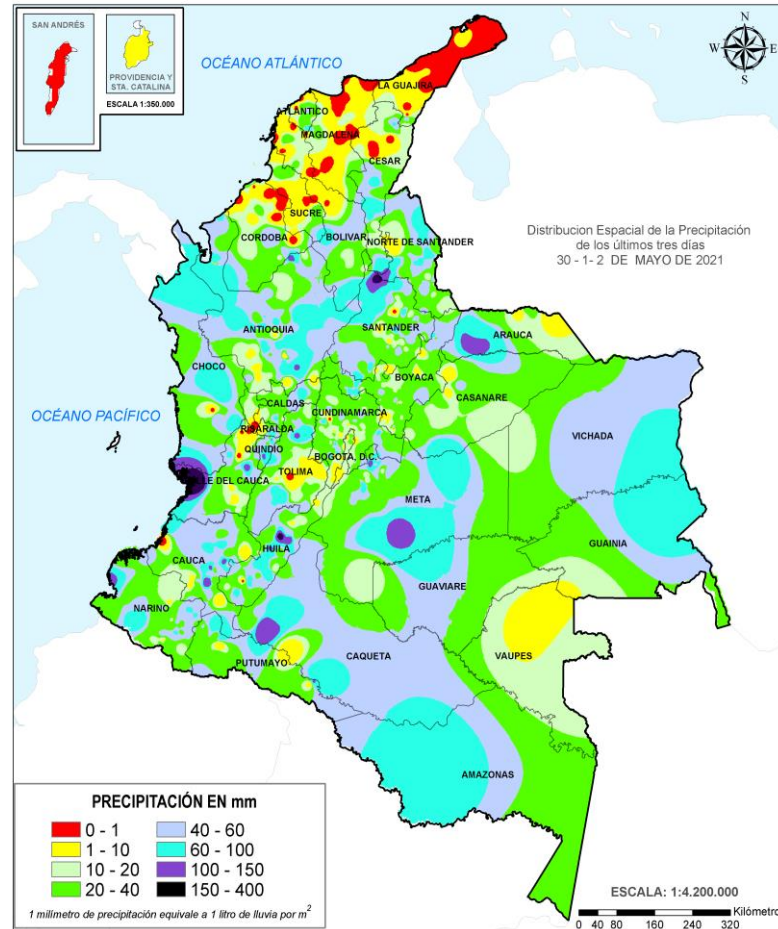 SAN ANDRÉS
PROVIDENCIA Y
STA. CATALINA
ESCALA 1:350.000
OCÉANO ATLÁNTICO
N
W
E
S
LA GUAJIRA
ATLÁNTICO
MAGDALENA
CESAR
SUCRE
CORDOBA
BOLIVAR
NORTE DE SANTANDER
Distribucion Espacial de la Precipitación
de los últimos tres días
30 - 1- 2 DE MAYO DE 2021
ANTIOQUIA
SANTANDER
ARAUCA
CHOCO
BOYACA
CASANARE
CALDAS
CUNDINAMARCA
OCÉANO PACÍFICO
RISARALDA
VICHADA
QUINDIO
BOGOTA, D.C.
TOLIMA
VALLE DEL CAUCA
META
GUAINIA
HUILA
CAUCA
GUAVIARE
NARINO
VAUPES
CAQUETA
PUTUMAYO
AMAZONAS
PRECIPITACIÓN EN mm
0 - 1 40 - 60
1 - 10 60 - 100
10 - 20 100 - 150
20 - 40 150 - 400
1 milímetro de precipitación equivale a 1 litro de lluvia por m²
ESCALA: 1:4.200.000
Kilómetro
0 40 80 160 240 320